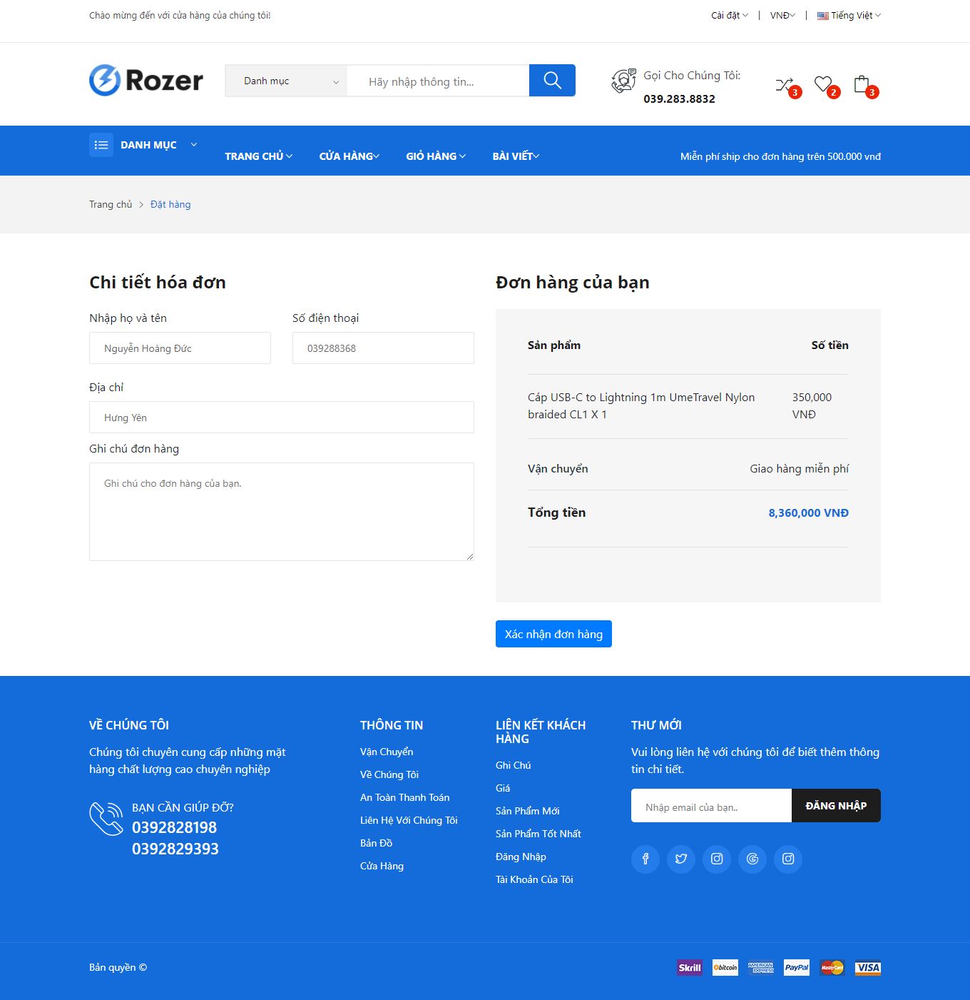 Chào mừng đến với cửa hàng của chúng tôi!
Cài đặt
VNĐ
Tiếng Việt
Rozer
Danh mục
Hãy nhập thông tin...
Gọi Cho Chúng Tôi:
039.283.8832
3
2
3
DANH MỤC
TRANG CHỦ
CỬA HÀNG
GIỎ HÀNG
BÀI VIẾT
Miễn phí ship cho đơn hàng trên 500.000 vnđ
Trang chủ > Đặt hàng
Chi tiết hóa đơn
Nhập họ và tên
Số điện thoại
Nguyễn Hoàng Đức
039288368
Địa chỉ
Hưng Yên
Ghi chú đơn hàng
Ghi chú cho đơn hàng của bạn.
Đơn hàng của bạn
Sản phẩm
Số tiền
Cáp USB-C to Lightning 1m UmeTravel Nylon
braided CL1 X 1
350,000
VNĐ
Vận chuyển
Giao hàng miễn phí
Tổng tiền
8,360,000 VNĐ
Xác nhận đơn hàng
VỀ CHÚNG TÔI
Chúng tôi chuyên cung cấp những mặt
hàng chất lượng cao chuyên nghiệp
BẠN CẦN GIÚP ĐỠ?
0392828198
0392829393
THÔNG TIN
Vận Chuyển
Về Chúng Tôi
An Toàn Thanh Toán
Liên Hệ Với Chúng Tôi
Bản Đồ
Cửa Hàng
LIÊN KẾT KHÁCH
HÀNG
Ghi Chú
Giá
Sản Phẩm Mới
Sản Phẩm Tốt Nhất
Đăng Nhập
Tài Khoản Của Tôi
THƯ MỚI
Vui lòng liên hệ với chúng tôi để biết thêm thông
tin chi tiết.
Nhập email của bạn..
ĐĂNG NHẬP
Bản quyền ©
Skrill
bitcoin
AMERICAN
EXPRESS
PayPal
MasterCard
VISA